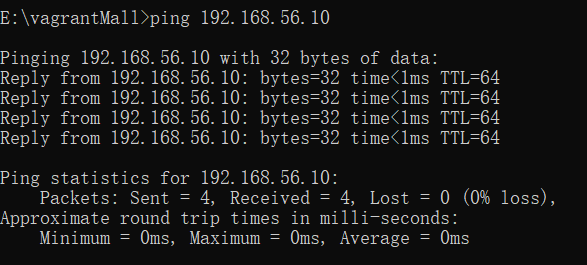 E:\vagrantMall>ping 192.168.56.10
Pinging 192.168.56.10 with 32 bytes of data:
Reply from 192.168.56.10: bytes=32 time<1ms TTL=64
Reply from 192.168.56.10: bytes=32 time<1ms TTL=64
Reply from 192.168.56.10: bytes=32 time<1ms TTL=64
Reply from 192.168.56.10: bytes=32 time<1ms TTL=64
Ping statistics for 192.168.56.10:
    Packets: Sent = 4, Received = 4, Lost = 0 (0% loss),
Approximate round trip times in milli-seconds:
    Minimum = 0ms, Maximum = 0ms, Average = 0ms